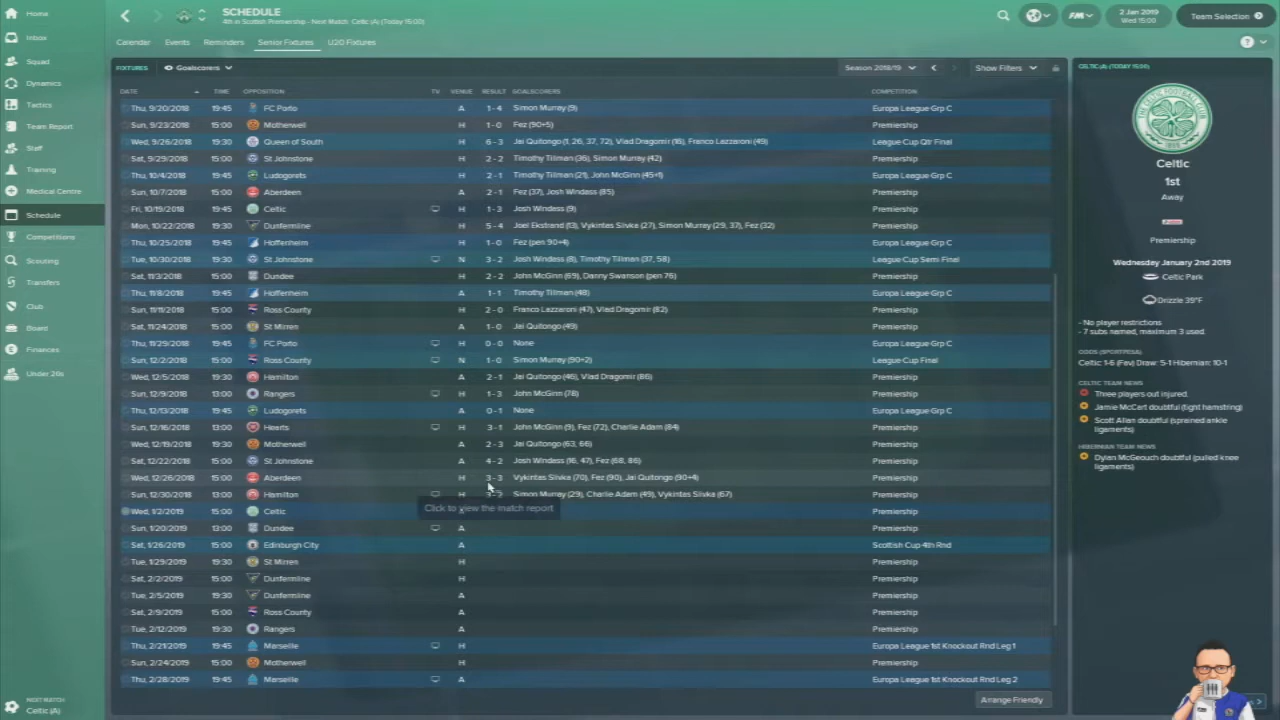 Home
SCHEDULE
4th in Scottish Premiership - Next Match: Celtic (A) (Today 15:00)
FM
2 Jan 2019
Wed 15:00
Team Selection
Inbox
Calendar Events Reminders Senior Fixtures U20 Fixtures
Squad
Dynamics
Tactics
Team Report
Staff
Training
Medical Centre
Schedule
Competitions
Scouting
Transfers
Club
Board
Finances
Under 20s
NEXT MATCH
Celtic (A)
FIXTURES Goalscorers Season 2018/19 Show Filters
DATE TIME OPPOSITION TV VENUE RESULT GOALSCORERS COMPETITION
Thu, 9/20/2018 19:45 FC Porto A 1-4 Simon Murray (9) Europa League Grp C
Sun, 9/23/2018 15:00 Motherwell H 1-0 Fez (90+5) Premiership
Wed, 9/26/2018 19:30 Queen of South H 6-3 Jai Quitongo (1, 26, 37, 72), Vlad Dragomir (18), Franco Lazzaroni (49) League Cup Qtr Final
Sat, 9/29/2018 15:00 St Johnstone H 2-2 Timothy Tillman (36), Simon Murray (42) Premiership
Thu, 10/4/2018 19:45 Ludogorets H 2-1 Timothy Tillman (21), John McGinn (45+1) Europa League Grp C
Sun, 10/7/2018 15:00 Aberdeen A 2-1 Fez (37), Josh Windass (85) Premiership
Fri, 10/19/2018 19:45 Celtic H 1-3 Josh Windass (9) Premiership
Mon, 10/22/2018 19:30 Dunfermline H 5-4 Joel Ekstrand (13), Vykintas Slivka (27), Simon Murray (29, 37), Fez (32) Premiership
Thu, 10/25/2018 19:45 Hoffenheim H 1-0 Fez (pen 90+4) Europa League Grp C
Tue, 10/30/2018 19:30 St Johnstone N 3-2 Josh Windass (8), Timothy Tillman (37, 58) League Cup Semi Final
Sat, 11/3/2018 15:00 Dundee H 2-2 John McGinn (69), Danny Swanson (pen 76) Premiership
Thu, 11/8/2018 19:45 Hoffenheim A 1-1 Timothy Tillman (48) Europa League Grp C
Sun, 11/11/2018 15:00 Ross County H 2-0 Franco Lazzaroni (47), Vlad Dragomir (82) Premiership
Sat, 11/24/2018 15:00 St Mirren A 1-0 Jai Quitongo (49) Premiership
Thu, 11/29/2018 19:45 FC Porto H 0-0 None Europa League Grp C
Sun, 12/2/2018 15:00 Ross County N 1-0 Simon Murray (90+2) League Cup Final
Wed, 12/5/2018 19:30 Hamilton A 2-1 Jai Quitongo (46), Vlad Dragomir (86) Premiership
Sun, 12/9/2018 13:00 Rangers H 1-3 John McGinn (78) Premiership
Thu, 12/13/2018 19:45 Ludogorets A 0-1 None Europa League Grp C
Sun, 12/16/2018 13:00 Hearts H 3-1 John McGinn (9), Fez (72), Charlie Adam (84) Premiership
Wed, 12/19/2018 19:30 Motherwell A 2-3 Jai Quitongo (63, 66) Premiership
Sat, 12/22/2018 15:00 St Johnstone A 4-2 Josh Windass (16, 47), Fez (68, 86) Premiership
Wed, 12/26/2018 15:00 Aberdeen H 3-3 Vykintas Slivka (70), Fez (90), Jai Quitongo (90+4) Premiership
Sun, 12/30/2018 13:00 Hamilton H Simon Murray (29), Charlie Adam (49), Vykintas Slivka (67) Premiership
Click to view the match report
Wed, 1/2/2019 15:00 Celtic Premiership
Sun, 1/20/2019 13:00 Dundee A Premiership
Sat, 1/26/2019 15:00 Edinburgh City A Scottish Cup 4th Rnd
Tue, 1/29/2019 19:30 St Mirren H Premiership
Sat, 2/2/2019 15:00 Dunfermline H Premiership
Tue, 2/5/2019 19:30 Dunfermline A Premiership
Sat, 2/9/2019 15:00 Ross County A Premiership
Tue, 2/12/2019 19:30 Rangers A Premiership
Thu, 2/21/2019 19:45 Marseille H Europa League 1st Knockout Rnd Leg 1
Sun, 2/24/2019 15:00 Motherwell H Premiership
Thu, 2/28/2019 19:45 Marseille A Europa League 1st Knockout Rnd Leg 2
Arrange Friendly
CELTIC (A) (TODAY 15:00)
Celtic
1st
Away
Premiership
Wednesday January 2nd 2019
Celtic Park
Drizzle 39°F
- No player restrictions
- 7 subs named, maximum 3 used.
ODDS (SPORTPESA)
Celtic: 1-6 (Fav) Draw: 5-1 Hibernian: 10-1
CELTIC TEAM NEWS
Three players out injured.
Jamie McCart doubtful (tight hamstring)
Scott Allan doubtful (sprained ankle
ligaments)
HIBERNIAN TEAM NEWS
Dylan McGeouch doubtful (pulled knee
ligaments)